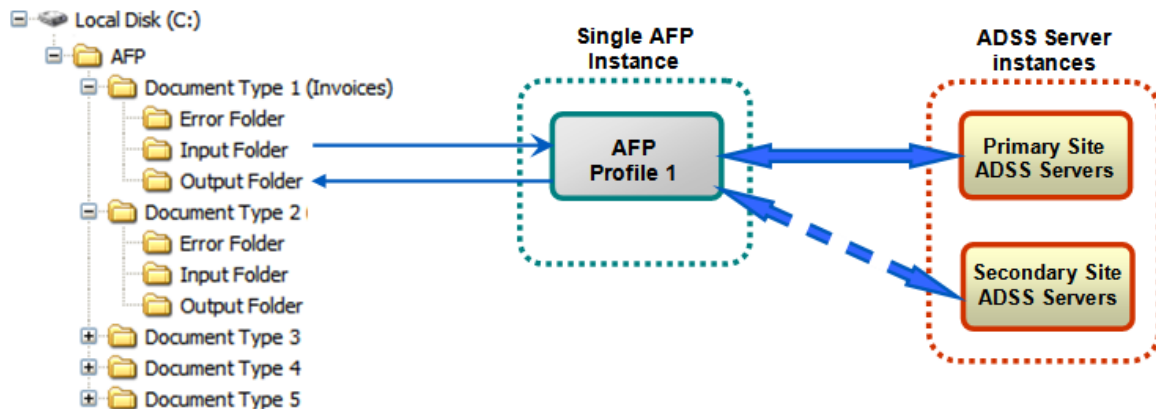 Local Disk (C:)
AFP
Document Type 1 (Invoices)
Error Folder
Input Folder
Output Folder
Document Type 2 (
Error Folder
Input Folder
Output Folder
Document Type 3
Document Type 4
Document Type 5
Single AFP
Instance
AFP
Profile 1
ADSS Server
instances
Primary Site
ADSS Servers
Secondary Site
ADSS Servers